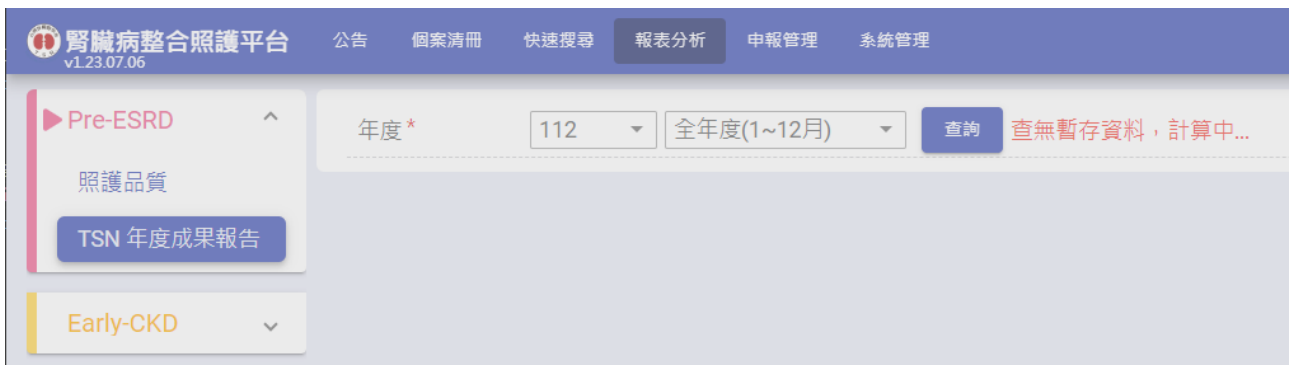 腎臟病整合照護平台
v1.23.07.06
公告 個案清冊 快速搜尋 報表分析 申報管理 系統管理
Pre-ESRD
年度* 112 全年度(1~12月) 查詢 查無暫存資料，計算中...
照護品質
TSN 年度成果報告
Early-CKD